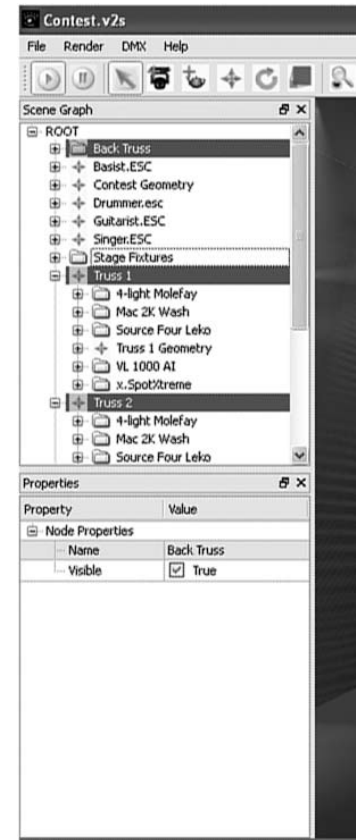 Contest.v2s
File Render DMX Help
Scene Graph
ROOT
Back Truss
Basist.ESC
Contest Geometry
Drummer.esc
Guitarist.ESC
Singer.ESC
Stage Fixtures
Truss 1
4-light Molefay
Mac 2K Wash
Source Four Leko
Truss 1 Geometry
VL 1000 AI
x.SpotXtreme
Truss 2
4-light Molefay
Mac 2K Wash
Source Four Leko
Properties
Property Value
Node Properties
Name Back Truss
Visible True